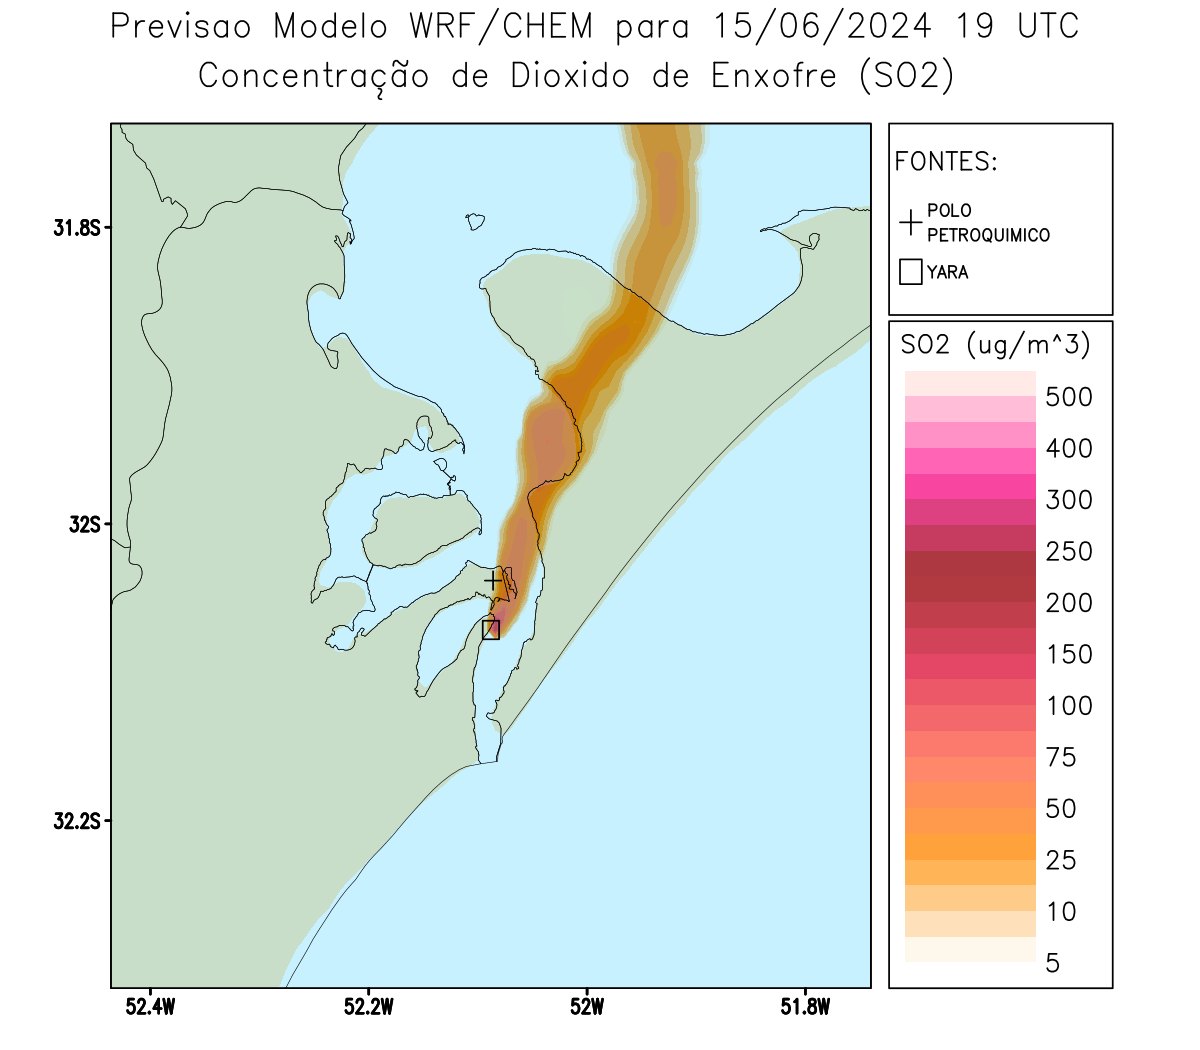 Previsao Modelo WRF/CHEM para 15/06/2024 19 UTC
Concentração de Dioxido de Enxofre (SO2)
FONTES:
POLO
PETROQUIMICO
YARA
SO2 (ug/m^3)
500
400
300
250
200
150
100
75
50
25
10
5
31.8S
32S
32.2S
52.4W
52.2W
52W
51.8W